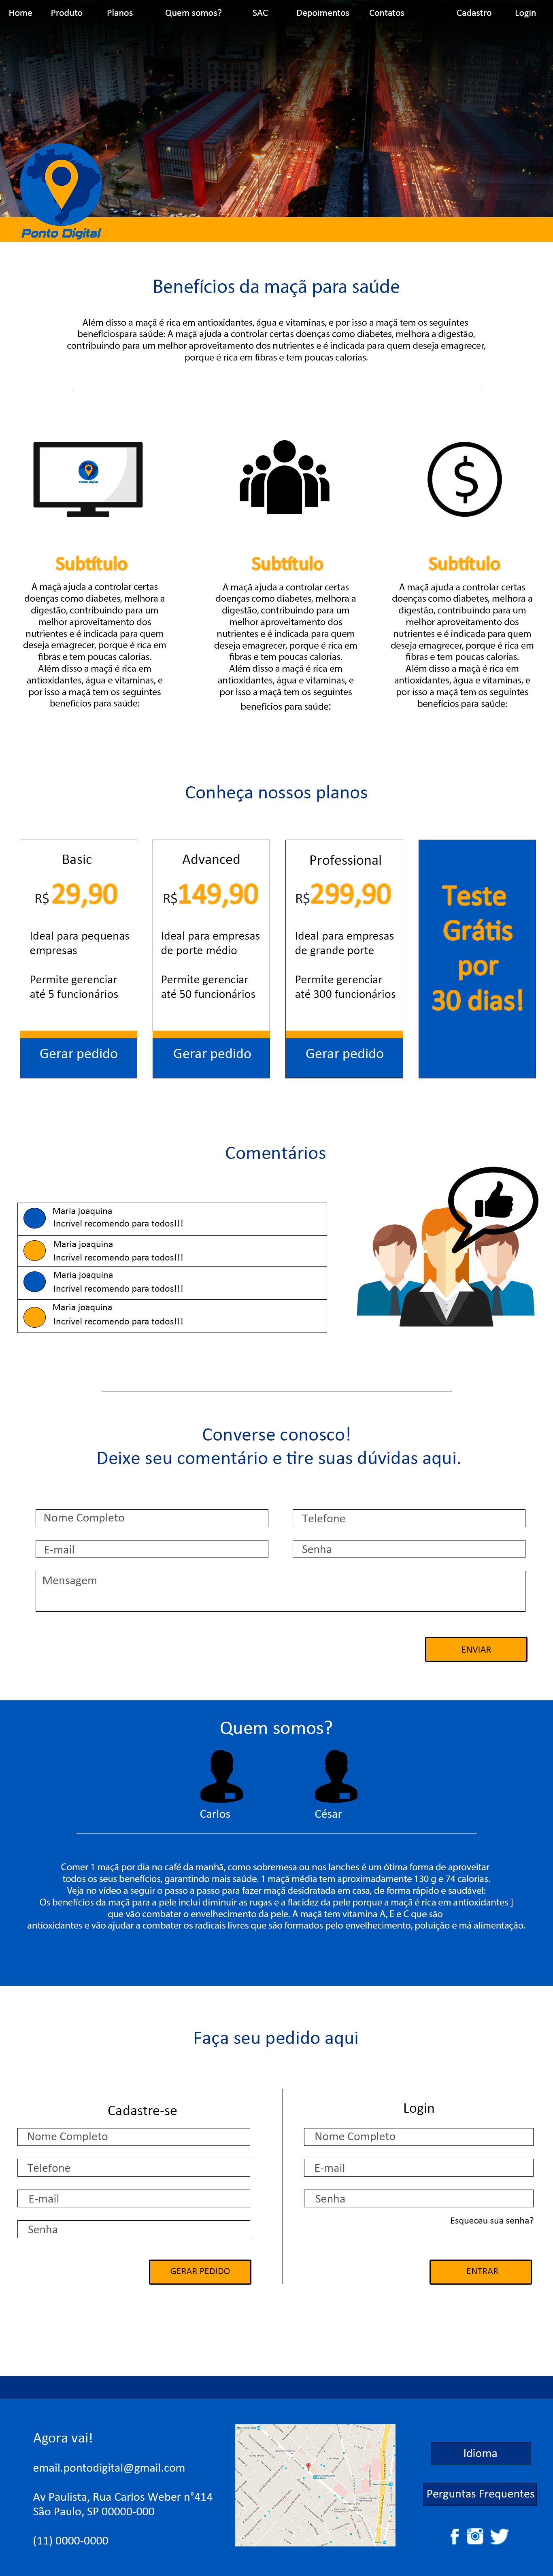 Home Produto Planos Quem somos? SAC Depoimentos Contatos Cadastro Login
Ponto Digital
Benefícios da maçã para saúde
Além disso a maçã é rica em antioxidantes, água e vitaminas, e por isso a maçã tem os seguintes
benefíciospara saúde: A maçã ajuda a controlar certas doenças como diabetes, melhora a digestão,
contribuindo para um melhor aproveitamento dos nutrientes e é indicada para quem deseja emagrecer,
porque é rica em fibras e tem poucas calorias.
Ponto Digital
$
Subtítulo
A maçã ajuda a controlar certas
doenças como diabetes, melhora a
digestão, contribuindo para um
melhor aproveitamento dos
nutrientes e é indicada para quem
deseja emagrecer, porque é rica em
fibras e tem poucas calorias.
Além disso a maçã é rica em
antioxidantes, água e vitaminas, e
por isso a maçã tem os seguintes
benefícios para saúde:
Subtítulo
A maçã ajuda a controlar certas
doenças como diabetes, melhora a
digestão, contribuindo para um
melhor aproveitamento dos
nutrientes e é indicada para quem
deseja emagrecer, porque é rica em
fibras e tem poucas calorias.
Além disso a maçã é rica em
antioxidantes, água e vitaminas, e
por isso a maçã tem os seguintes
benefícios para saúde:
Subtítulo
A maçã ajuda a controlar certas
doenças como diabetes, melhora a
digestão, contribuindo para um
melhor aproveitamento dos
nutrientes e é indicada para quem
deseja emagrecer, porque é rica em
fibras e tem poucas calorias.
Além disso a maçã é rica em
antioxidantes, água e vitaminas, e
por isso a maçã tem os seguintes
benefícios para saúde:
Conheça nossos planos
Basic
R$ 29,90
Ideal para pequenas
empresas
Permite gerenciar
até 5 funcionários
Gerar pedido
Advanced
R$149,90
Ideal para empresas
de porte médio
Permite gerenciar
até 50 funcionários
Gerar pedido
Professional
R$299,90
Ideal para empresas
de grande porte
Permite gerenciar
até 300 funcionários
Gerar pedido
Teste
Grátis
por
30 dias!
Comentários
Maria joaquina
Incrível recomendo para todos!!!
Maria joaquina
Incrível recomendo para todos!!!
Maria joaquina
Incrível recomendo para todos!!!
Maria joaquina
Incrível recomendo para todos!!!
Converse conosco!
Deixe seu comentário e tire suas dúvidas aqui.
Nome Completo
Telefone
E-mail
Senha
Mensagem
ENVIAR
Quem somos?
Carlos
César
Comer 1 maçã por dia no café da manhã, como sobremesa ou nos lanches é um ótima forma de aproveitar
todos os seus benefícios, garantindo mais saúde. 1 maçã média tem aproximadamente 130 g e 74 calorias.
Veja no vídeo a seguir o passo a passo para fazer maçã desidratada em casa, de forma rápido e saudável:
Os benefícios da maçã para a pele inclui diminuir as rugas e a flacidez da pele porque a maçã é rica em antioxidantes ]
que vão combater o envelhecimento da pele. A maçã tem vitamina A, E e C que são
antioxidantes e vão ajudar a combater os radicais livres que são formados pelo envelhecimento, poluição e má alimentação.
Faça seu pedido aqui
Cadastre-se
Nome Completo
Telefone
E-mail
Senha
GERAR PEDIDO
Login
Nome Completo
E-mail
Senha
Esqueceu sua senha?
ENTRAR
Agora vai!
email.pontodigital@gmail.com
Av Paulista, Rua Carlos Weber n°414
São Paulo, SP 00000-000
(11) 0000-0000
Idioma
Perguntas Frequentes